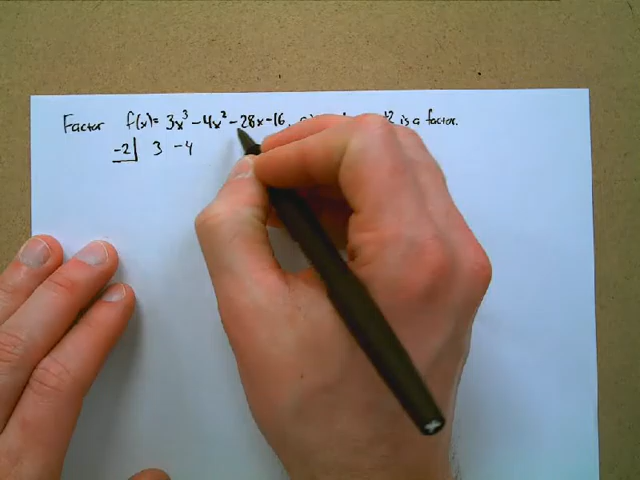 Factor f(x)= 3x³ -4x² -28x -16, is a factor.
-2| 3 -4